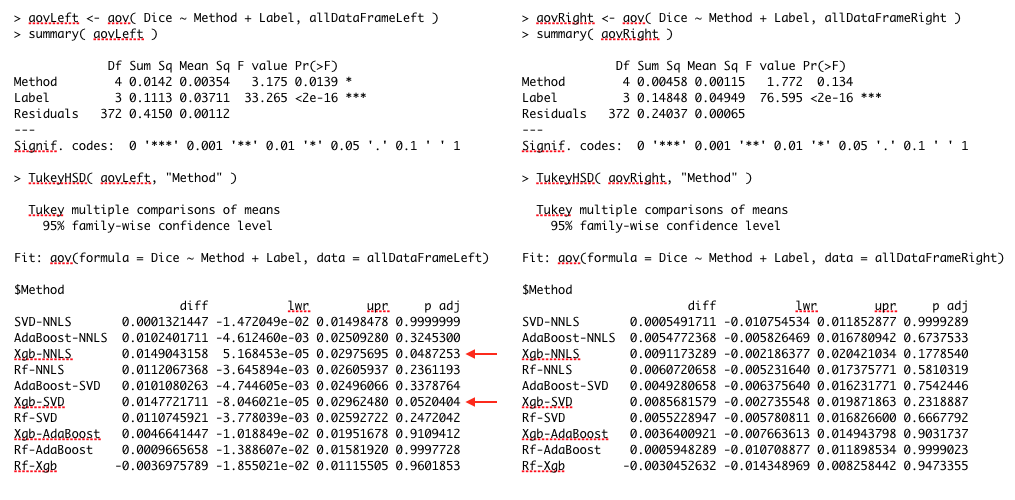 > aovLeft <- aov( Dice ~ Method + Label, allDataFrameLeft )
> summary( aovLeft )
Df Sum Sq Mean Sq F value Pr(>F)
Method 4 0.0142 0.00354 3.175 0.0139 *
Label 3 0.1113 0.03711 33.265 <2e-16 ***
Residuals 372 0.4150 0.00112
---
Signif. codes: 0 '***' 0.001 '**' 0.01 '*' 0.05 '.' 0.1 ' ' 1
> TukeyHSD( aovLeft, "Method" )
Tukey multiple comparisons of means
95% family-wise confidence level
Fit: aov(formula = Dice ~ Method + Label, data = allDataFrameLeft)
$Method
diff lwr upr p adj
SVD-NNLS 0.0001321447 -1.472049e-02 0.01498478 0.9999999
AdaBoost-NNLS 0.0102401711 -4.612460e-03 0.02509280 0.3245300
Xgb-NNLS 0.0149043158 5.168453e-05 0.02975695 0.0487253
Rf-NNLS 0.0112067368 -3.645894e-03 0.02605937 0.2361193
AdaBoost-SVD 0.0101080263 -4.744605e-03 0.02496066 0.3378764
Xgb-SVD 0.0147721711 -8.046021e-05 0.02962480 0.0520404
Rf-SVD 0.0110745921 -3.778039e-03 0.02592722 0.2472042
Xgb-AdaBoost 0.0046641447 -1.018849e-02 0.01951678 0.9109412
Rf-AdaBoost 0.0009665658 -1.388607e-02 0.01581920 0.9997728
Rf-Xgb -0.0036975789 -1.855021e-02 0.01115505 0.9601853
> aovRight <- aov( Dice ~ Method + Label, allDataFrameRight )
> summary( aovRight )
Df Sum Sq Mean Sq F value Pr(>F)
Method 4 0.00458 0.00115 1.772 0.134
Label 3 0.14848 0.04949 76.595 <2e-16 ***
Residuals 372 0.24037 0.00065
---
Signif. codes: 0 '***' 0.001 '**' 0.01 '*' 0.05 '.' 0.1 ' ' 1
> TukeyHSD( aovRight, "Method" )
Tukey multiple comparisons of means
95% family-wise confidence level
Fit: aov(formula = Dice ~ Method + Label, data = allDataFrameRight)
$Method
diff lwr upr p adj
SVD-NNLS 0.0005491711 -0.010754534 0.011852877 0.9999289
AdaBoost-NNLS 0.0054772368 -0.005826469 0.016780942 0.6737533
Xgb-NNLS 0.0091173289 -0.002186377 0.020421034 0.1778540
Rf-NNLS 0.0060720658 -0.005231640 0.017375771 0.5810319
AdaBoost-SVD 0.0049280658 -0.006375640 0.016231771 0.7542446
Xgb-SVD 0.0085681579 -0.002735548 0.019871863 0.2318887
Rf-SVD 0.0055228947 -0.005780811 0.016826600 0.6667792
Xgb-AdaBoost 0.0036400921 -0.007663613 0.014943798 0.9031737
Rf-AdaBoost 0.0005948289 -0.010708877 0.011898534 0.9999023
Rf-Xgb -0.0030452632 -0.014348969 0.008258442 0.9473355